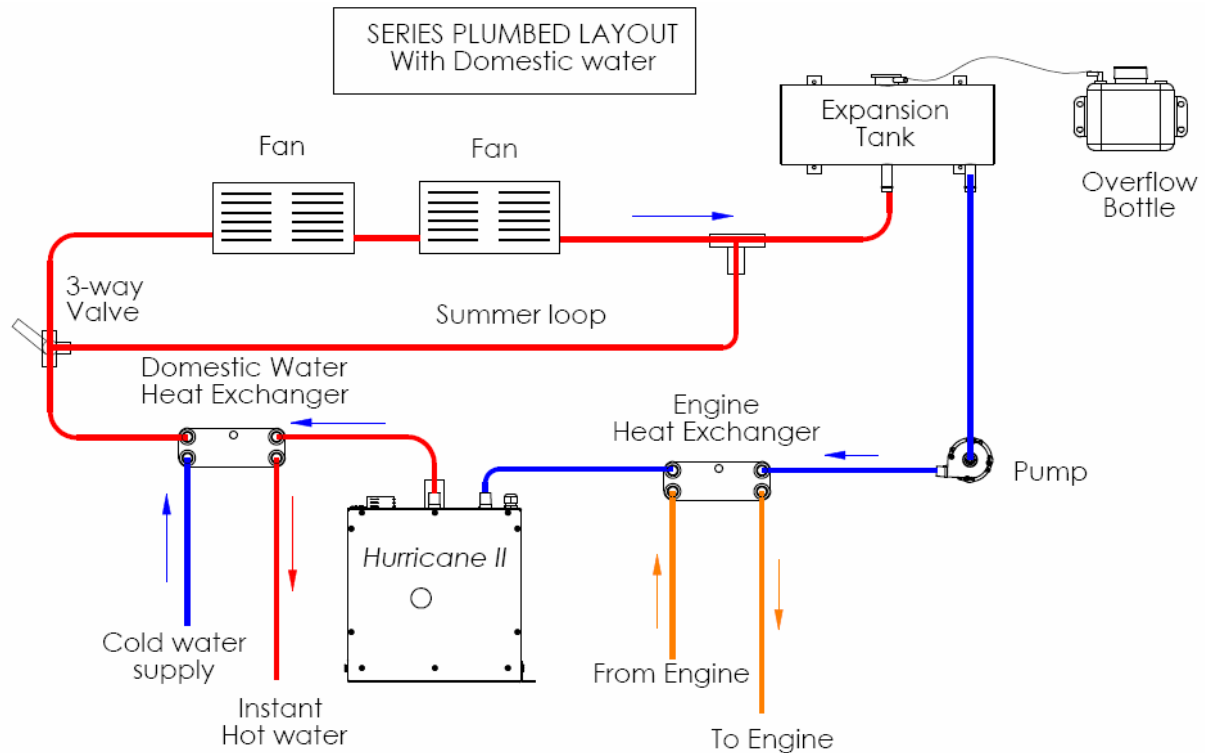 SERIES PLUMBED LAYOUT
With Domestic water
Expansion
Tank
Overflow
Bottle
Fan
Fan
3-way
Valve
Summer loop
Domestic Water
Heat Exchanger
Engine
Heat Exchanger
Pump
Hurricane II
Cold water
supply
Instant
Hot water
From Engine
To Engine